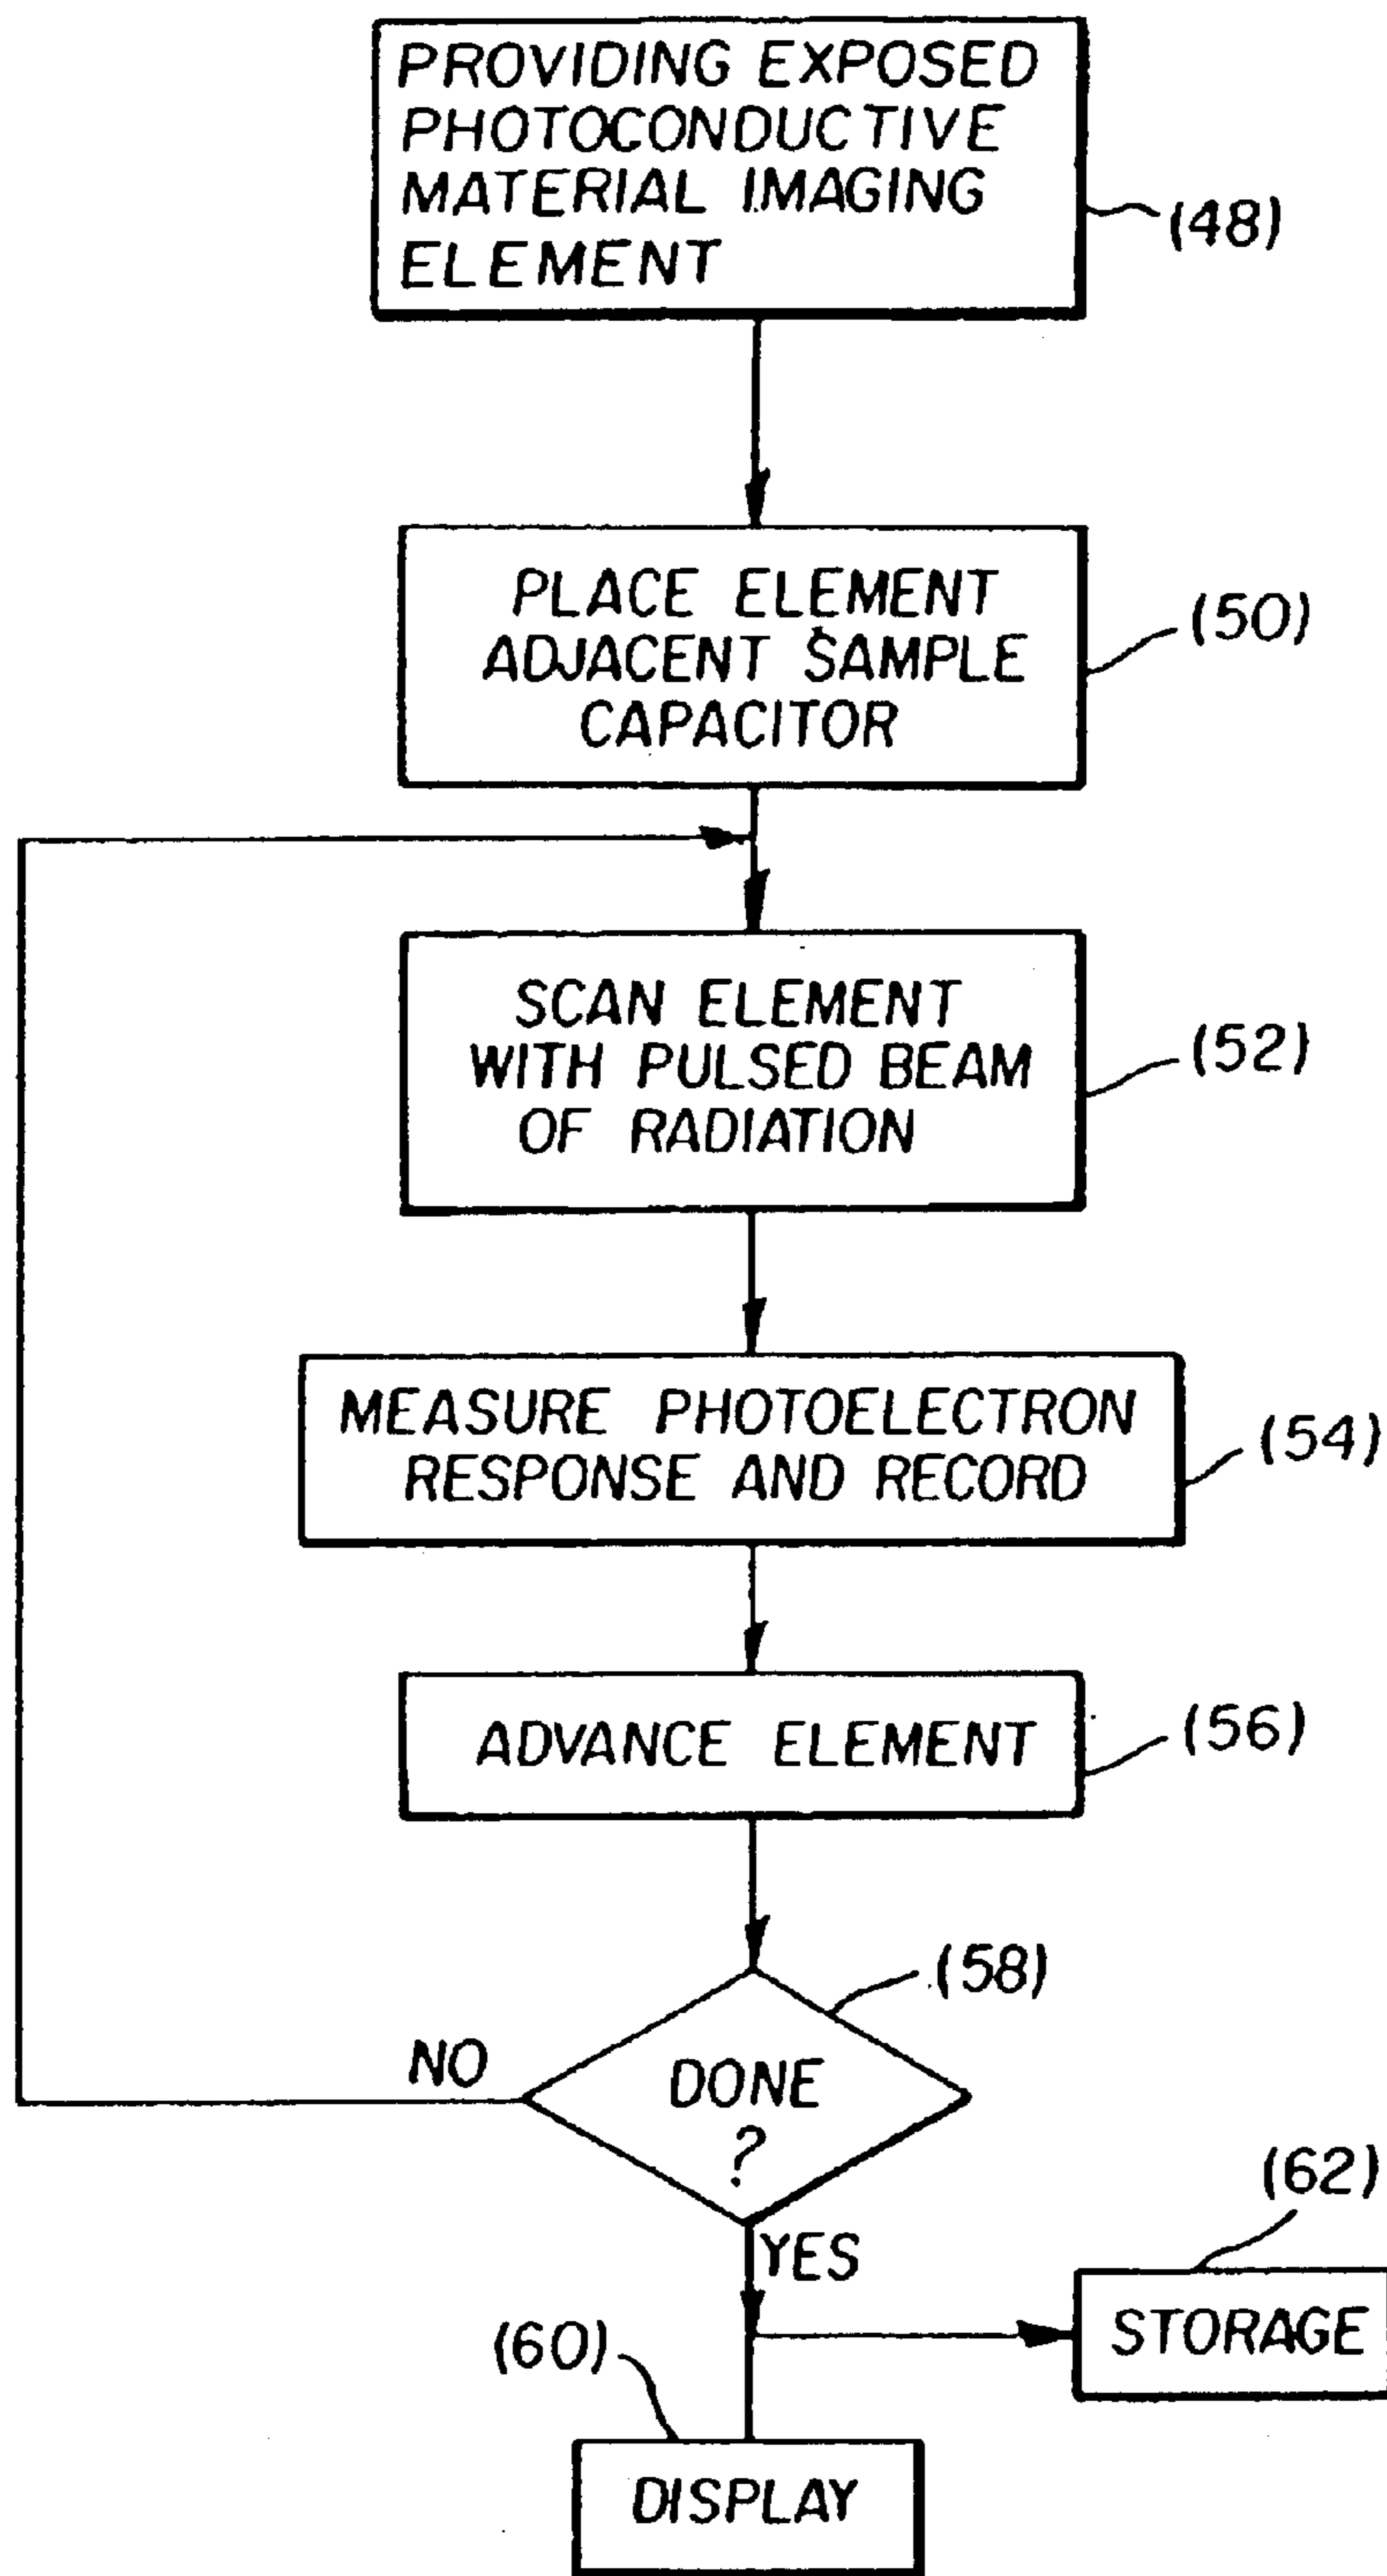 PROVIDING EXPOSED
PHOTOCONDUCTIVE
MATERIAL IMAGING
ELEMENT
(48)
PLACE ELEMENT
ADJACENT SAMPLE
CAPACITOR
(50)
SCAN ELEMENT
WITH PULSED BEAM
OF RADIATION
(52)
MEASURE PHOTOELECTRON
RESPONSE AND RECORD
(54)
ADVANCE ELEMENT
(56)
(58)
NO
DONE
?
YES
(62)
STORAGE
(60)
DISPLAY